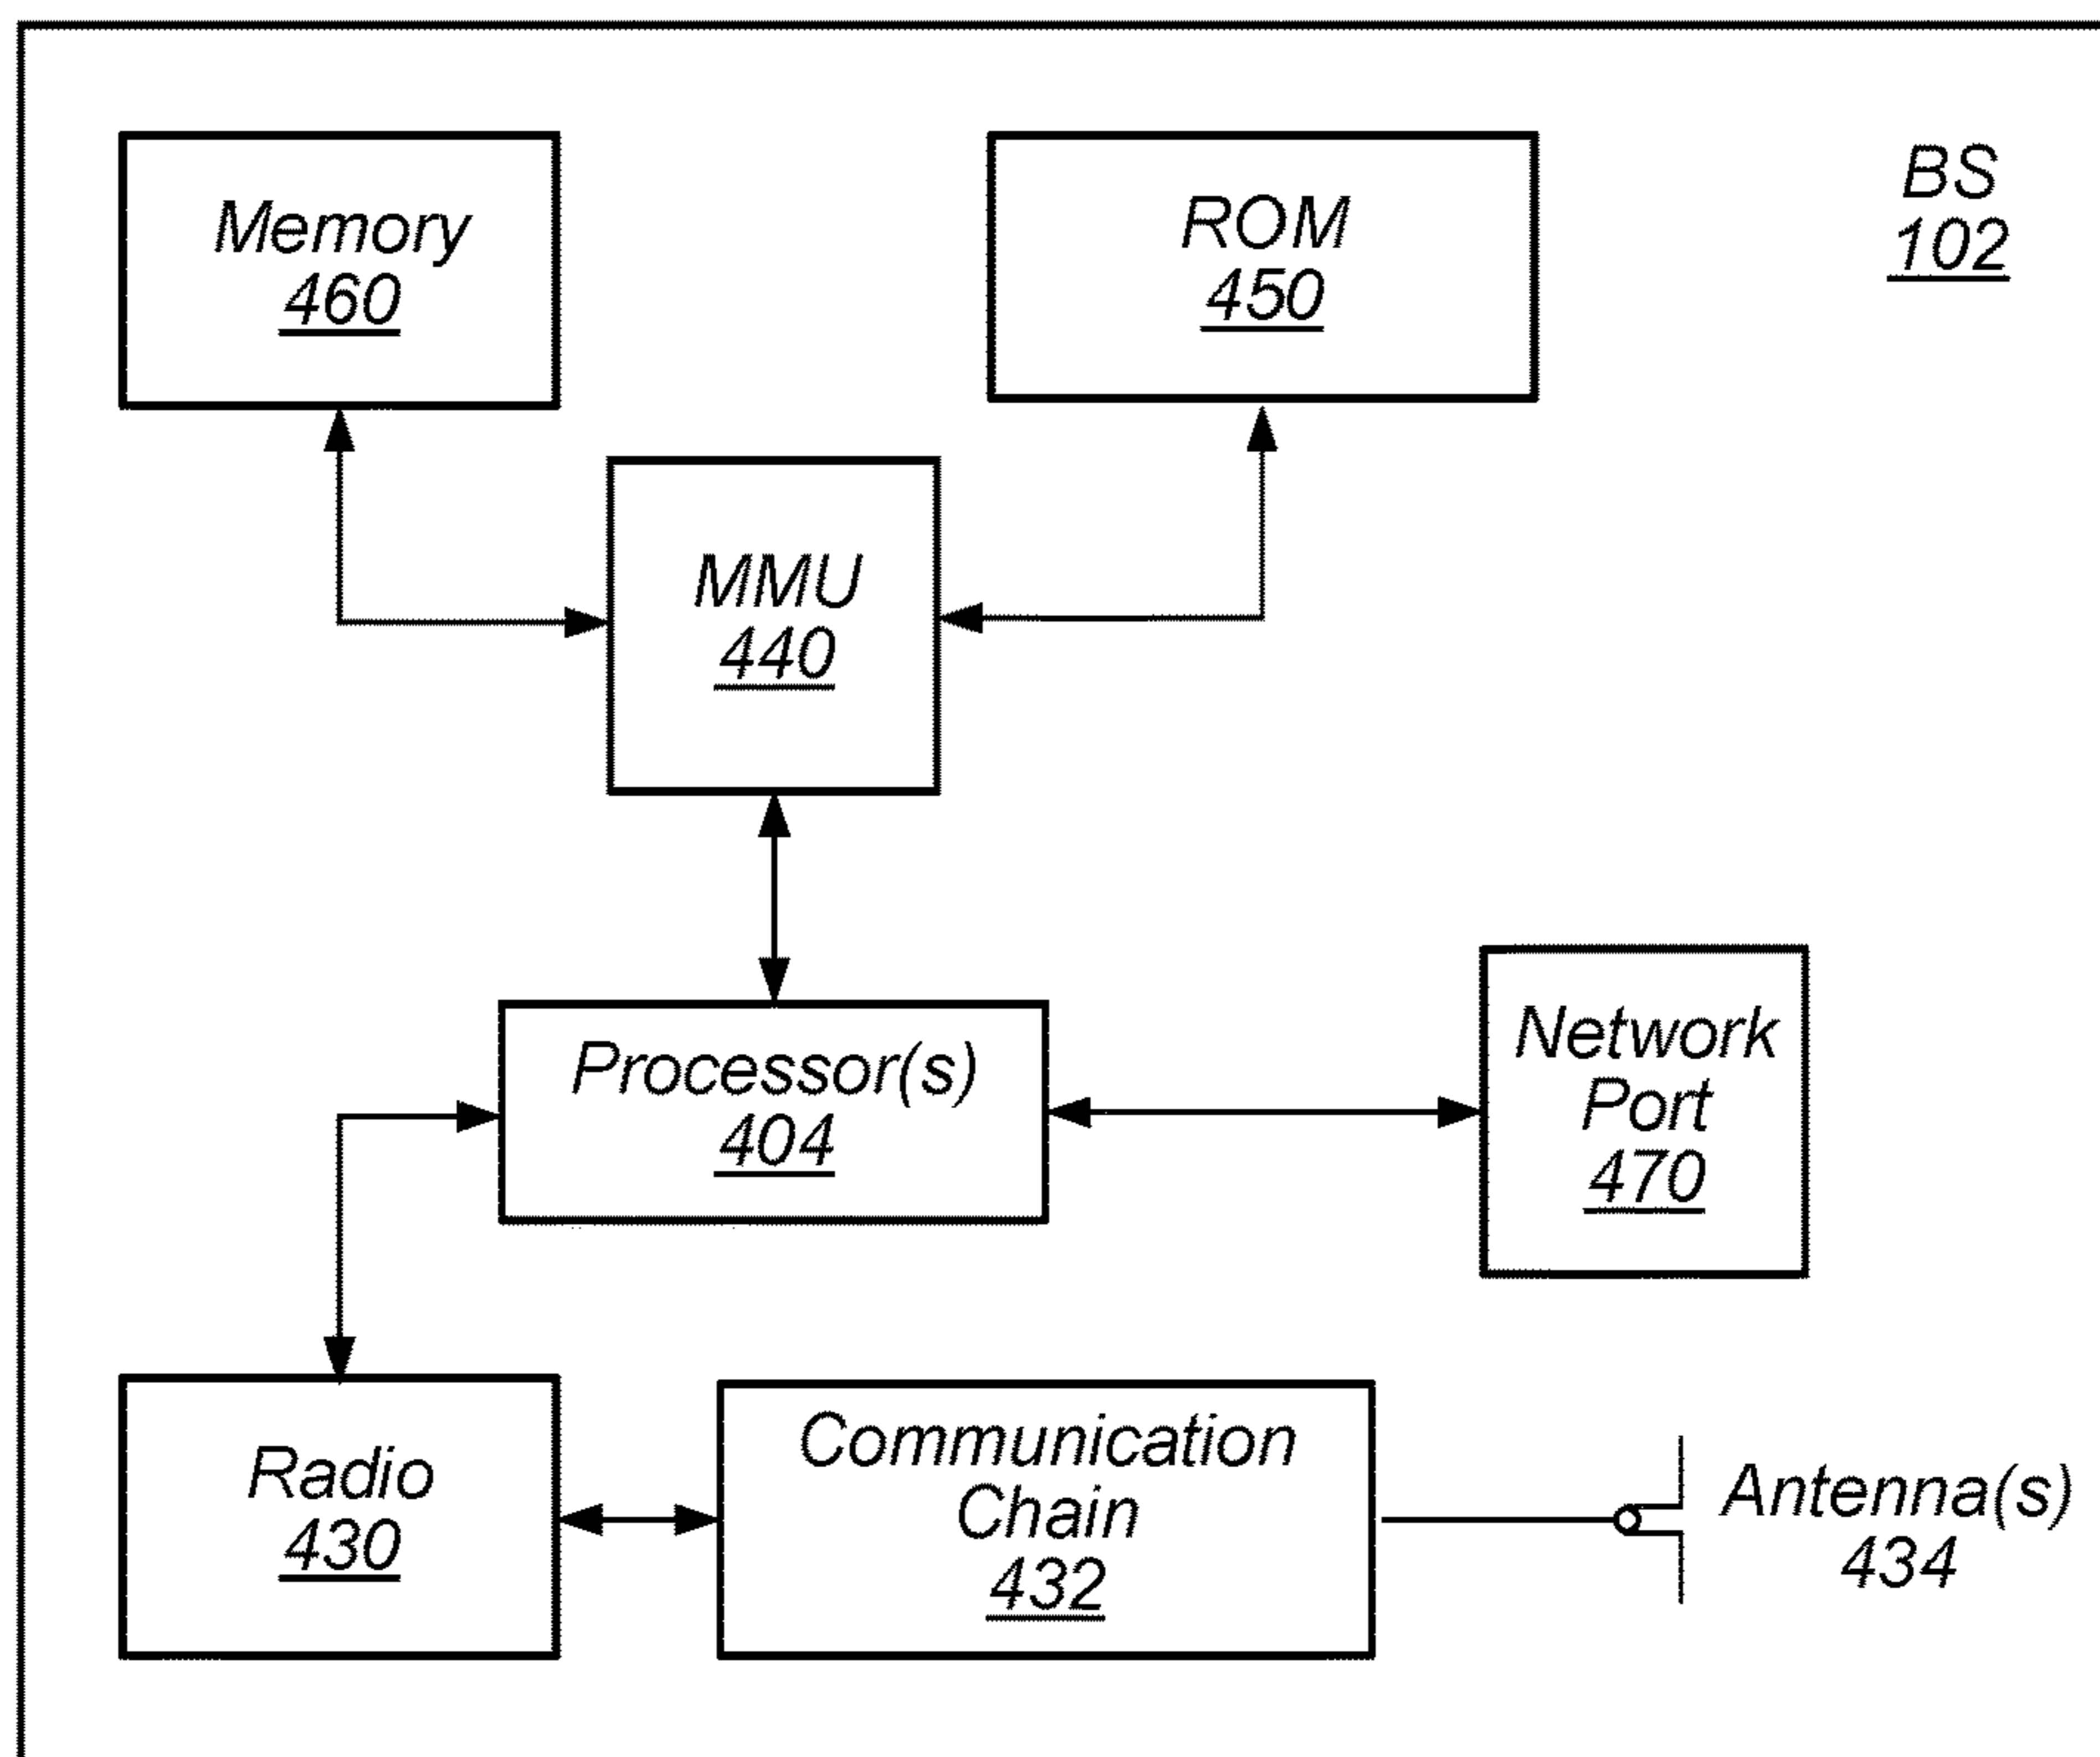 Memory
460
ROM
450
BS
102
MMU
440
Processor(s)
404
Network
Port
470
Radio
430
Communication
Chain
432
Antenna(s)
434